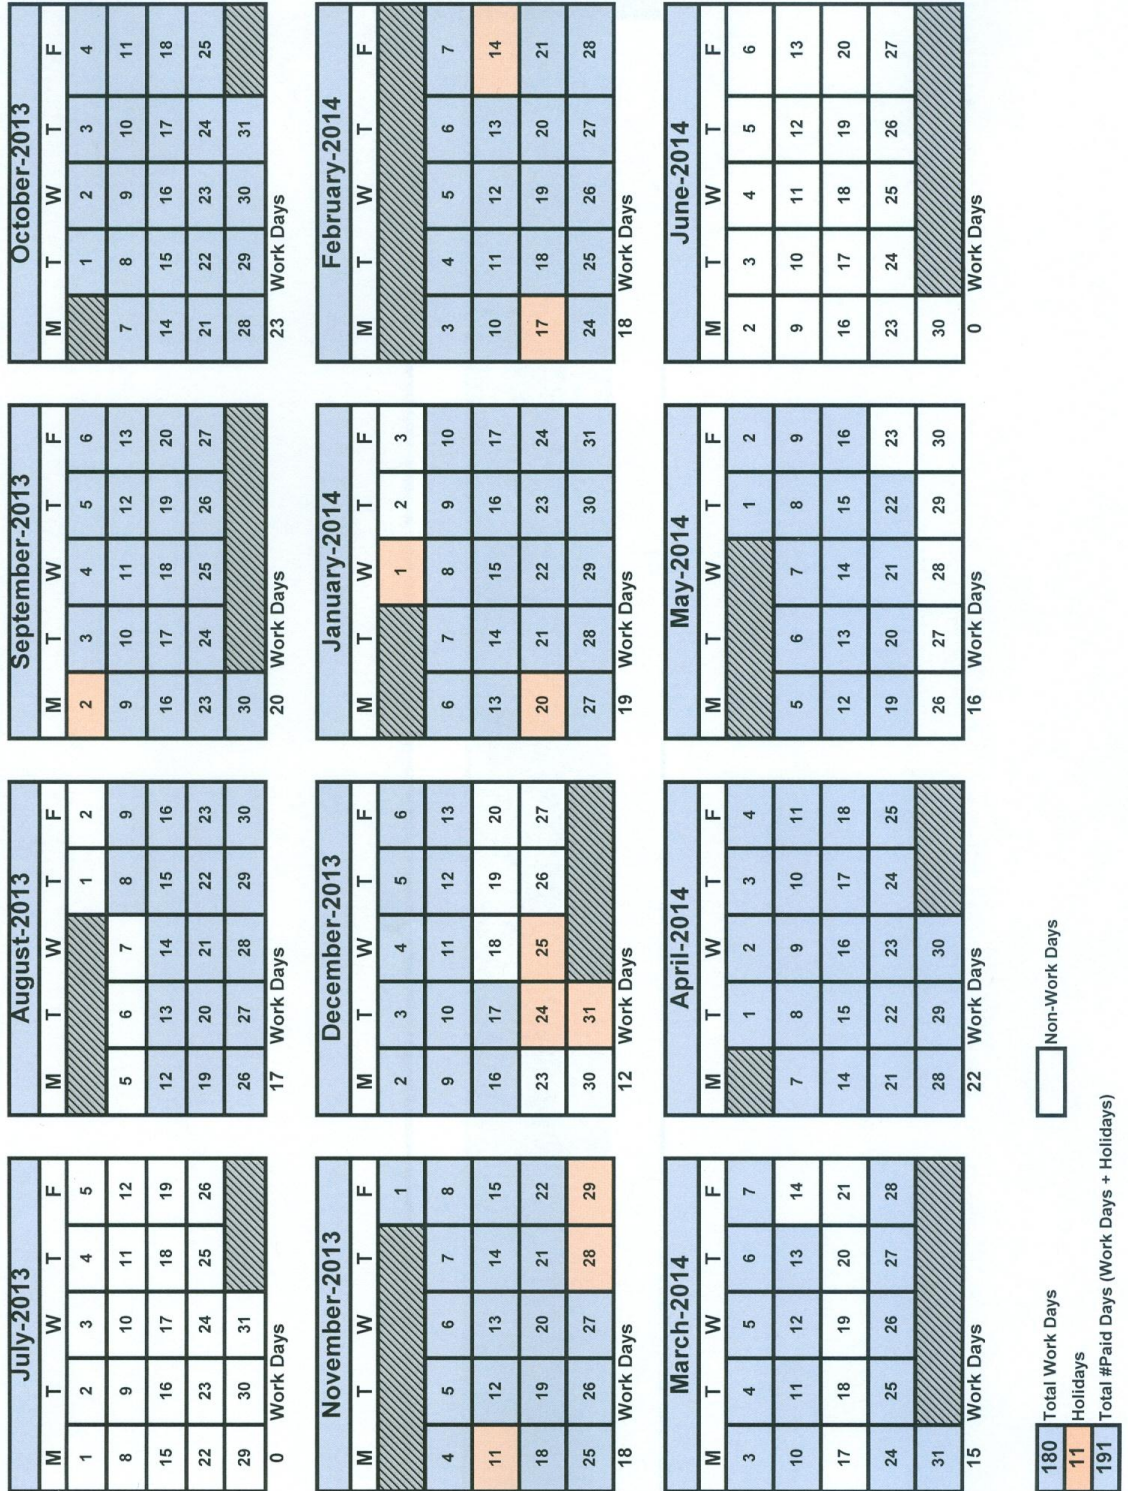 July-2013
M T W T F
1 2 3 4 5
8 9 10 11 12
15 16 17 18 19
22 23 24 25 26
29 30 31
0 Work Days
August-2013
M T W T F
1 2
5 6 7 8 9
12 13 14 15 16
19 20 21 22 23
26 27 28 29 30
17 Work Days
September-2013
M T W T F
2 3 4 5 6
9 10 11 12 13
16 17 18 19 20
23 24 25 26 27
30
20 Work Days
October-2013
M T W T F
1 2 3 4
7 8 9 10 11
14 15 16 17 18
21 22 23 24 25
28 29 30 31
23 Work Days
November-2013
M T W T F
1
4 5 6 7 8
11 12 13 14 15
18 19 20 21 22
25 26 27 28 29
18 Work Days
December-2013
M T W T F
2 3 4 5 6
9 10 11 12 13
16 17 18 19 20
23 24 25 26 27
30 31
12 Work Days
January-2014
M T W T F
1 2 3
6 7 8 9 10
13 14 15 16 17
20 21 22 23 24
27 28 29 30 31
19 Work Days
February-2014
M T W T F
3 4 5 6 7
10 11 12 13 14
17 18 19 20 21
24 25 26 27 28
18 Work Days
March-2014
M T W T F
3 4 5 6 7
10 11 12 13 14
17 18 19 20 21
24 25 26 27 28
31
15 Work Days
April-2014
M T W T F
1 2 3 4
7 8 9 10 11
14 15 16 17 18
21 22 23 24 25
28 29 30
22 Work Days
May-2014
M T W T F
1 2
5 6 7 8 9
12 13 14 15 16
19 20 21 22 23
26 27 28 29 30
16 Work Days
June-2014
M T W T F
2 3 4 5 6
9 10 11 12 13
16 17 18 19 20
23 24 25 26 27
30
0 Work Days
180 Total Work Days
11 Holidays
191 Total #Paid Days (Work Days + Holidays)
Non-Work Days